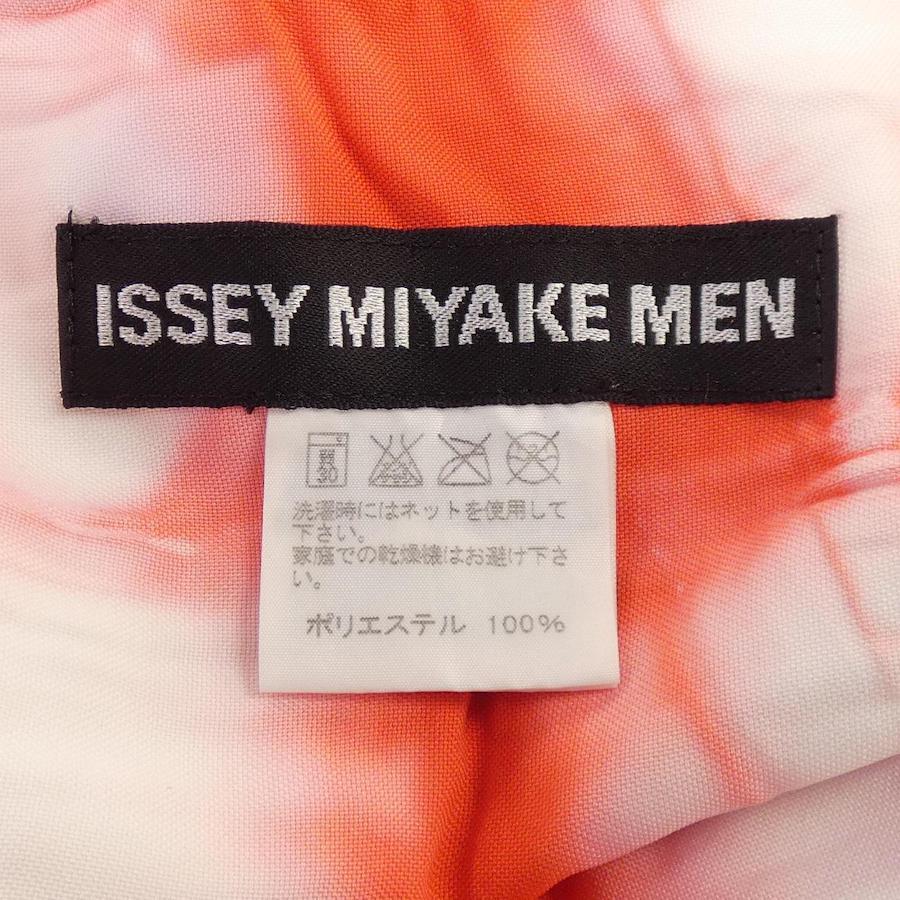 ISSEY MIYAKE MEN
30
洗濯時にはネットを使用して
下さい。
家庭での乾燥機はお避け下さ
い。
ポリエステル 100%